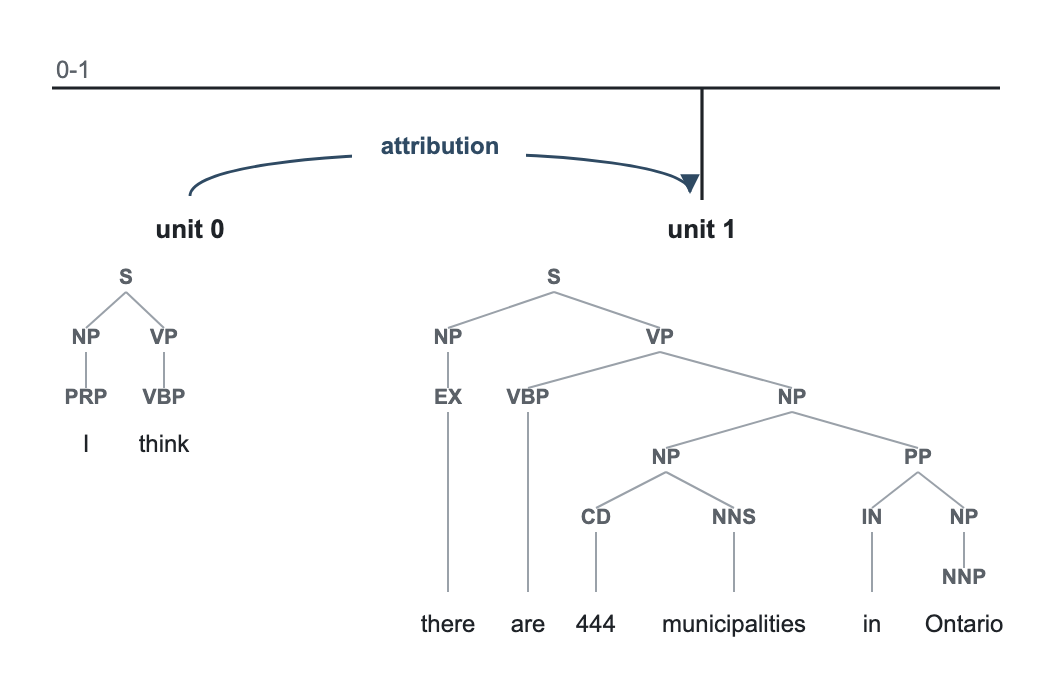 0-1
attribution
unit 0 unit 1
S S
NP VP NP VP
PRP VBP EX VBP NP
I think
NP PP
CD NNS IN NP
NNP
there are 444 municipalities in Ontario